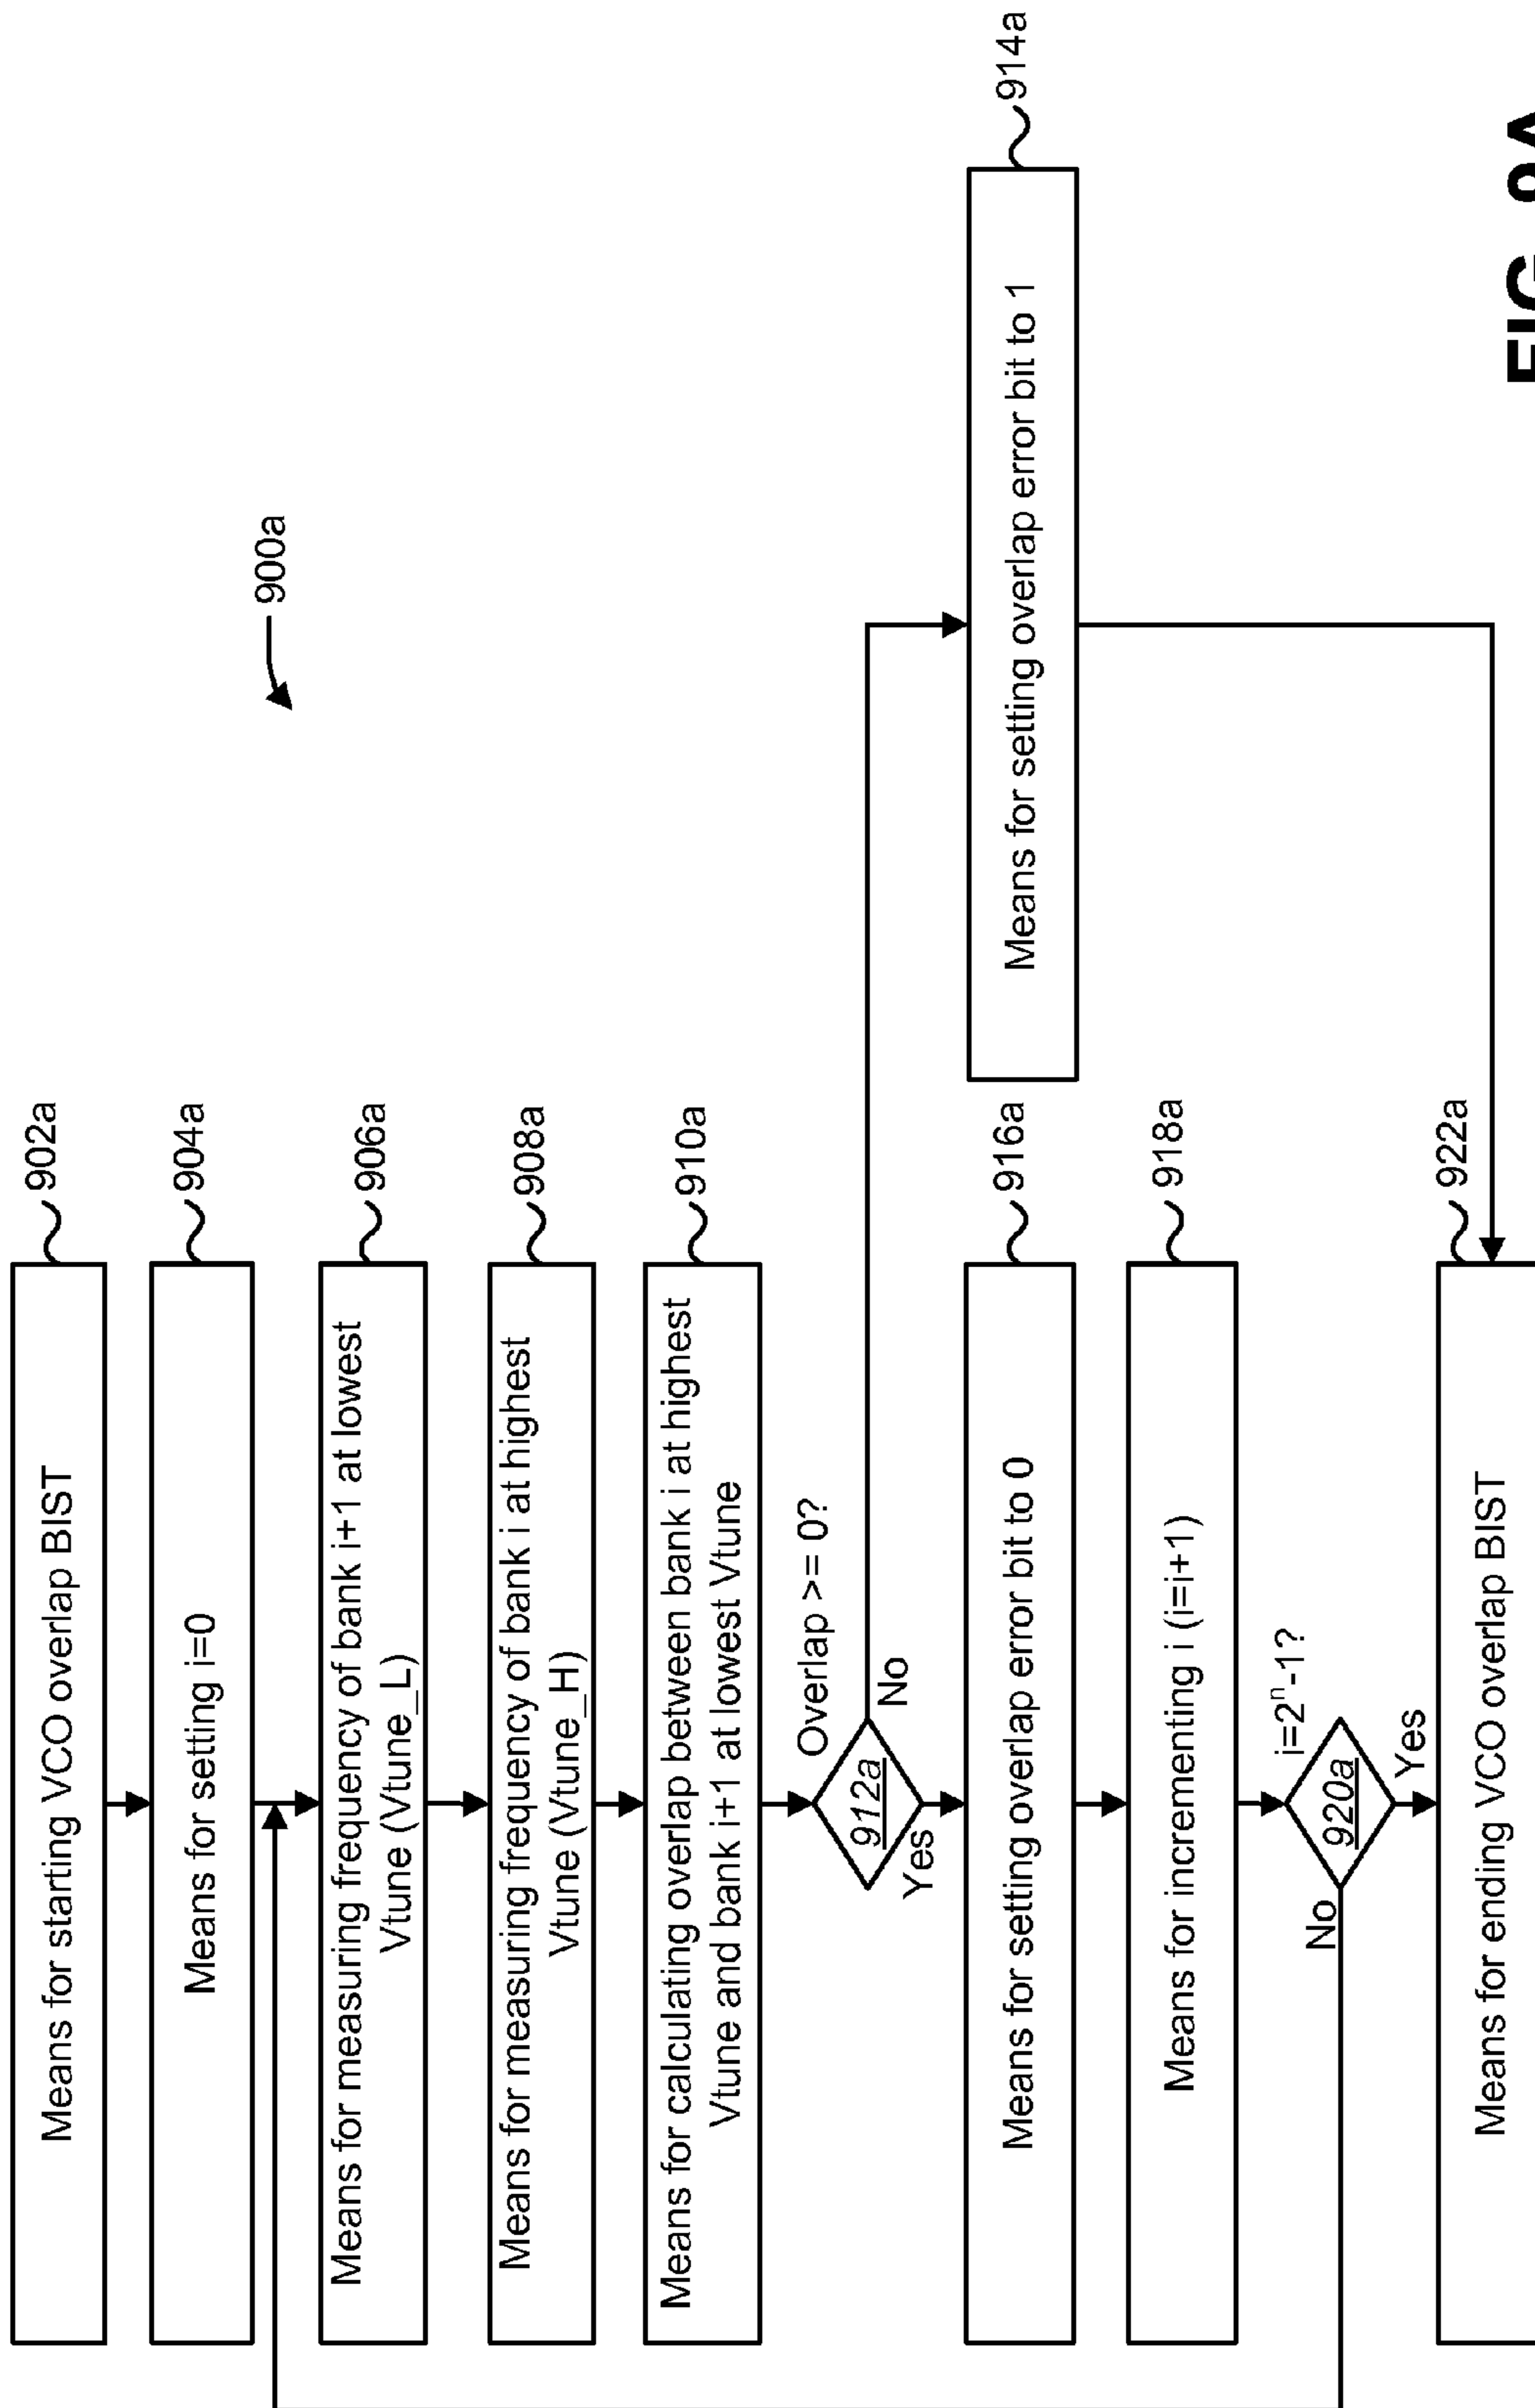 900a
Means for starting VCO overlap BIST
902a
Means for setting i=0
904a
Means for measuring frequency of bank i+1 at lowest
Vtune (Vtune_L)
906a
Means for measuring frequency of bank i at highest
Vtune (Vtune_H)
908a
Means for calculating overlap between bank i at highest
Vtune and bank i+1 at lowest Vtune
910a
Overlap >= 0?
912a
No
Yes
Means for setting overlap error bit to 1
914a
Means for setting overlap error bit to 0
916a
Means for incrementing i (i=i+1)
918a
i=2ⁿ-1?
920a
No
Yes
Means for ending VCO overlap BIST
922a